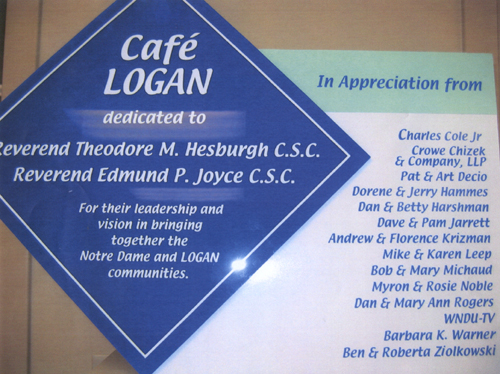 Café
LOGAN
dedicated to
Reverend Theodore M. Hesburgh C.S.C.
Reverend Edmund P. Joyce C.S.C.
For their leadership and
vision in bringing
together the
Notre Dame and LOGAN
communities.
In Appreciation from
Charles Cole Jr
Crowe Chizek
& Company, LLP
Pat & Art Decio
Dorene & Jerry Hammes
Dan & Betty Harshman
Dave & Pam Jarrett
Andrew & Florence Krizman
Mike & Karen Leep
Bob & Mary Michaud
Myron & Rosie Noble
Dan & Mary Ann Rogers
WNDU-TV
Barbara K. Warner
Ben & Roberta Ziolkowski